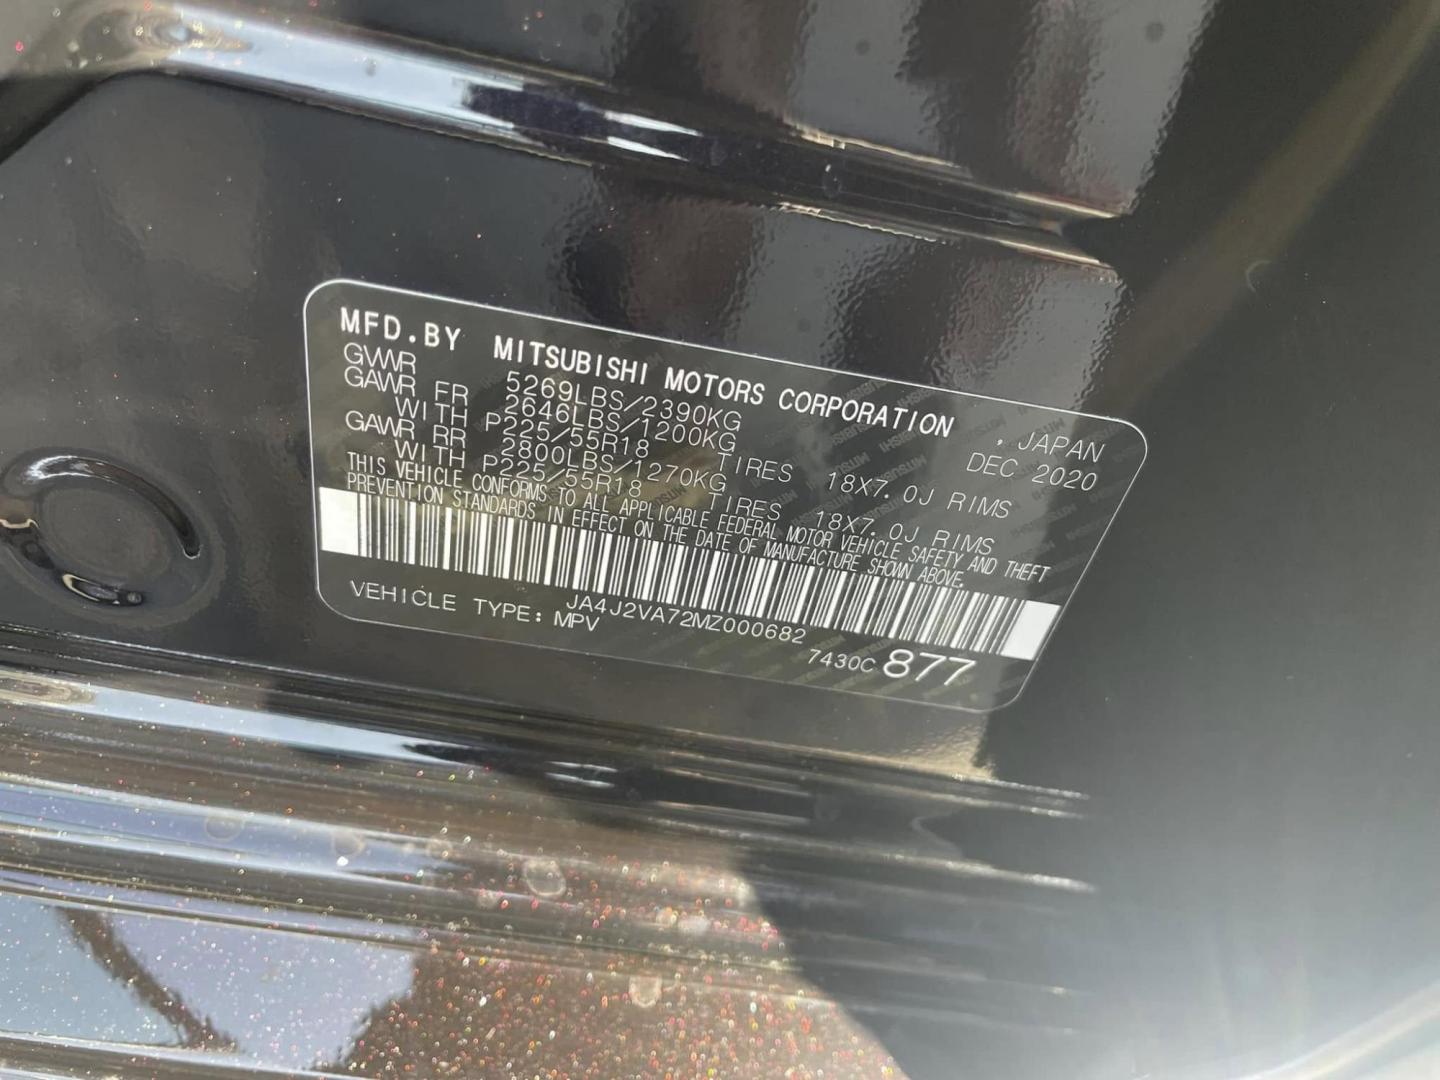 MFD.BY MITSUBISHI MOTORS CORPORATION , JAPAN
GVWR 5269LBS/2390KG DEC 2020
GAWR FR 2646LBS/1200KG
WITH P225/55R18 TIRES 18X7.0J RIMS
GAWR RR 2800LBS/1270KG
WITH P225/55R18 TIRES 18X7.0J RIMS
THIS VEHICLE CONFORMS TO ALL APPLICABLE FEDERAL MOTOR VEHICLE SAFETY AND THEFT
PREVENTION STANDARDS IN EFFECT ON THE DATE OF MANUFACTURE SHOWN ABOVE.
JA4J2VA72MZ000682
VEHICLE TYPE: MPV 7430C 877